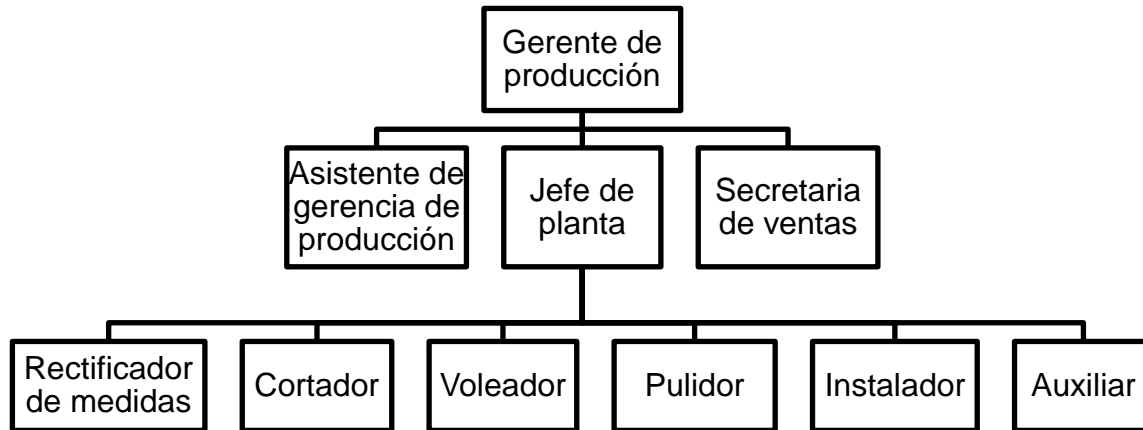 Gerente de
producción
Asistente de
gerencia de
producción
Jefe de
planta
Secretaria
de ventas
Rectificador
de medidas
Cortador
Voleador
Pulidor
Instalador
Auxiliar